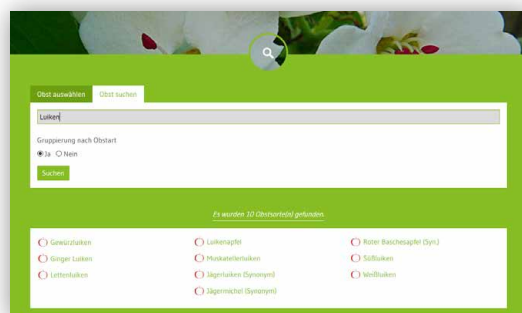 Obst auswählen Obst suchen
Luiken
Gruppierung nach Obstart
Ja Nein
Suchen
Es wurden 10 Obstsorte(n) gefunden.
Gewürzluiken
Ginger Luiken
Lettenluiken
Luikenapfel
Muskatellerluiken
Jägerluiken (Synonym)
Jägermichel (Synonym)
Roter Baschesapfel (Syn.)
Süßluiken
Weißluiken